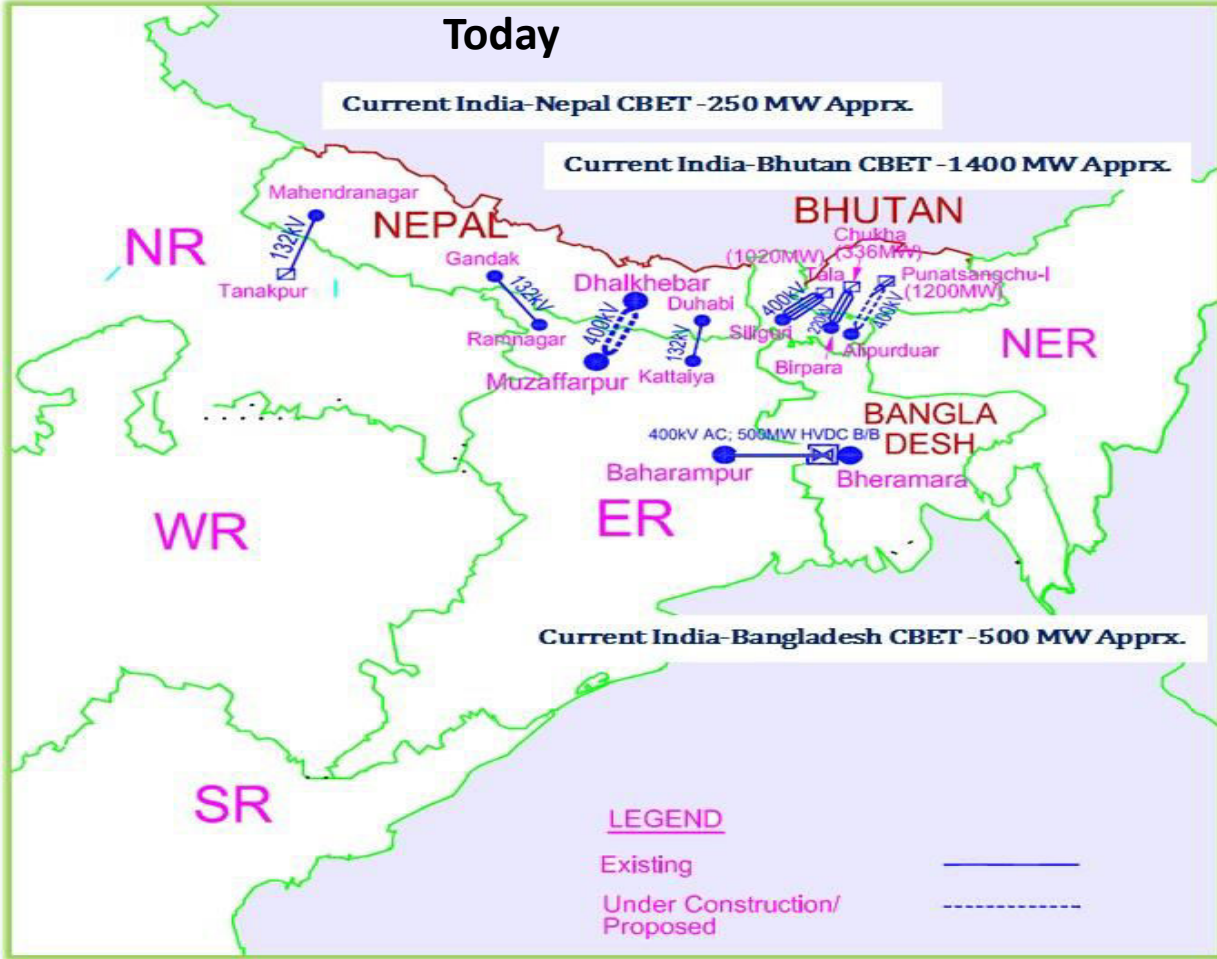 Today
Current India-Nepal CBET -250 MW Apprx.
Current India-Bhutan CBET -1400 MW Apprx.
Mahendranagar
NEPAL
BHUTAN
NR
132kV
Tanakpur
Gandak
132kV
Ramnagar
Dhalkhebar
400kV
Muzaffarpur
Duhabi
132kV
Kattaiya
Chukha
(336MW)
(1020MW)
Tala
Punatsangchu-I
(1200MW)
400kV
Siliguri
220kV
Birpara
400kV
Alipurduar
NER
BANGLA
DESH
400kV AC; 500MW HVDC B/B
Baharampur
Bheramara
WR
ER
Current India-Bangladesh CBET -500 MW Apprx.
SR
LEGEND
Existing
Under Construction/
Proposed